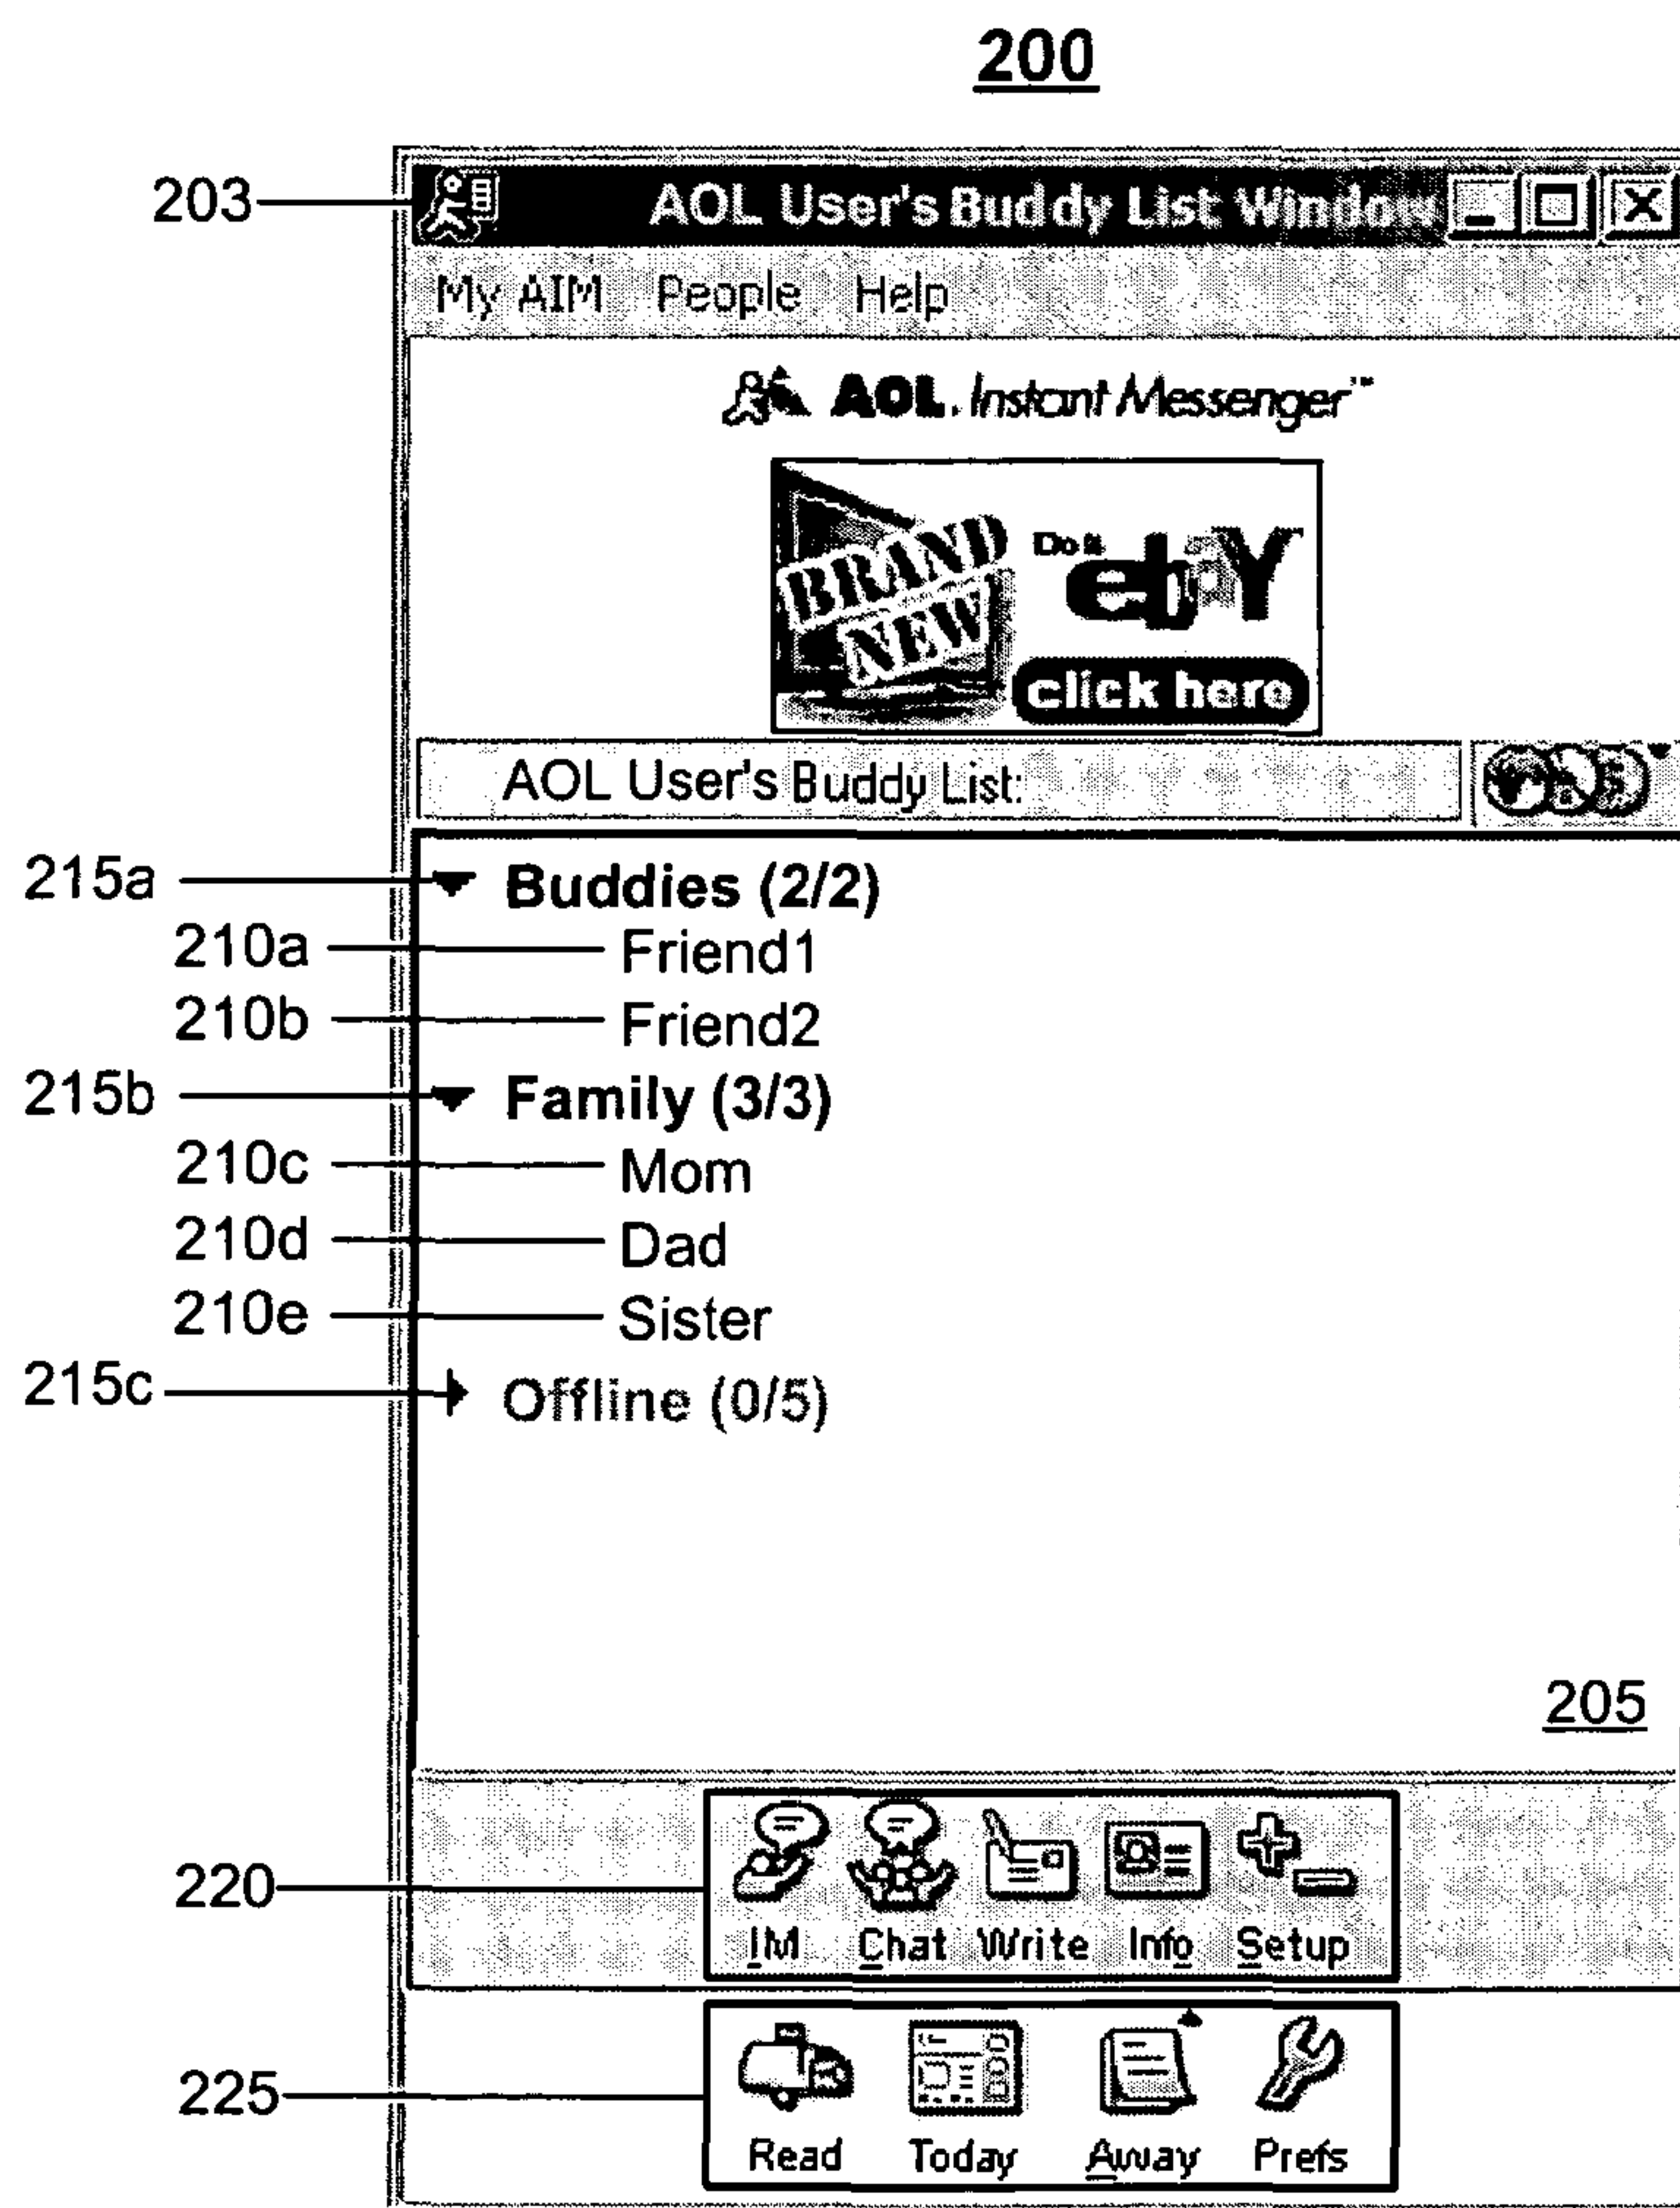 200
203
AOL User's Buddy List Window
My AIM People Help
AOL Instant Messenger™
BRAND
NEW
Do it
ebY
click here
AOL User's Buddy List:
215a Buddies (2/2)
210a Friend1
210b Friend2
215b Family (3/3)
210c Mom
210d Dad
210e Sister
215c Offline (0/5)
205
220
IM Chat Write Info Setup
225
Read Today Away Prefs